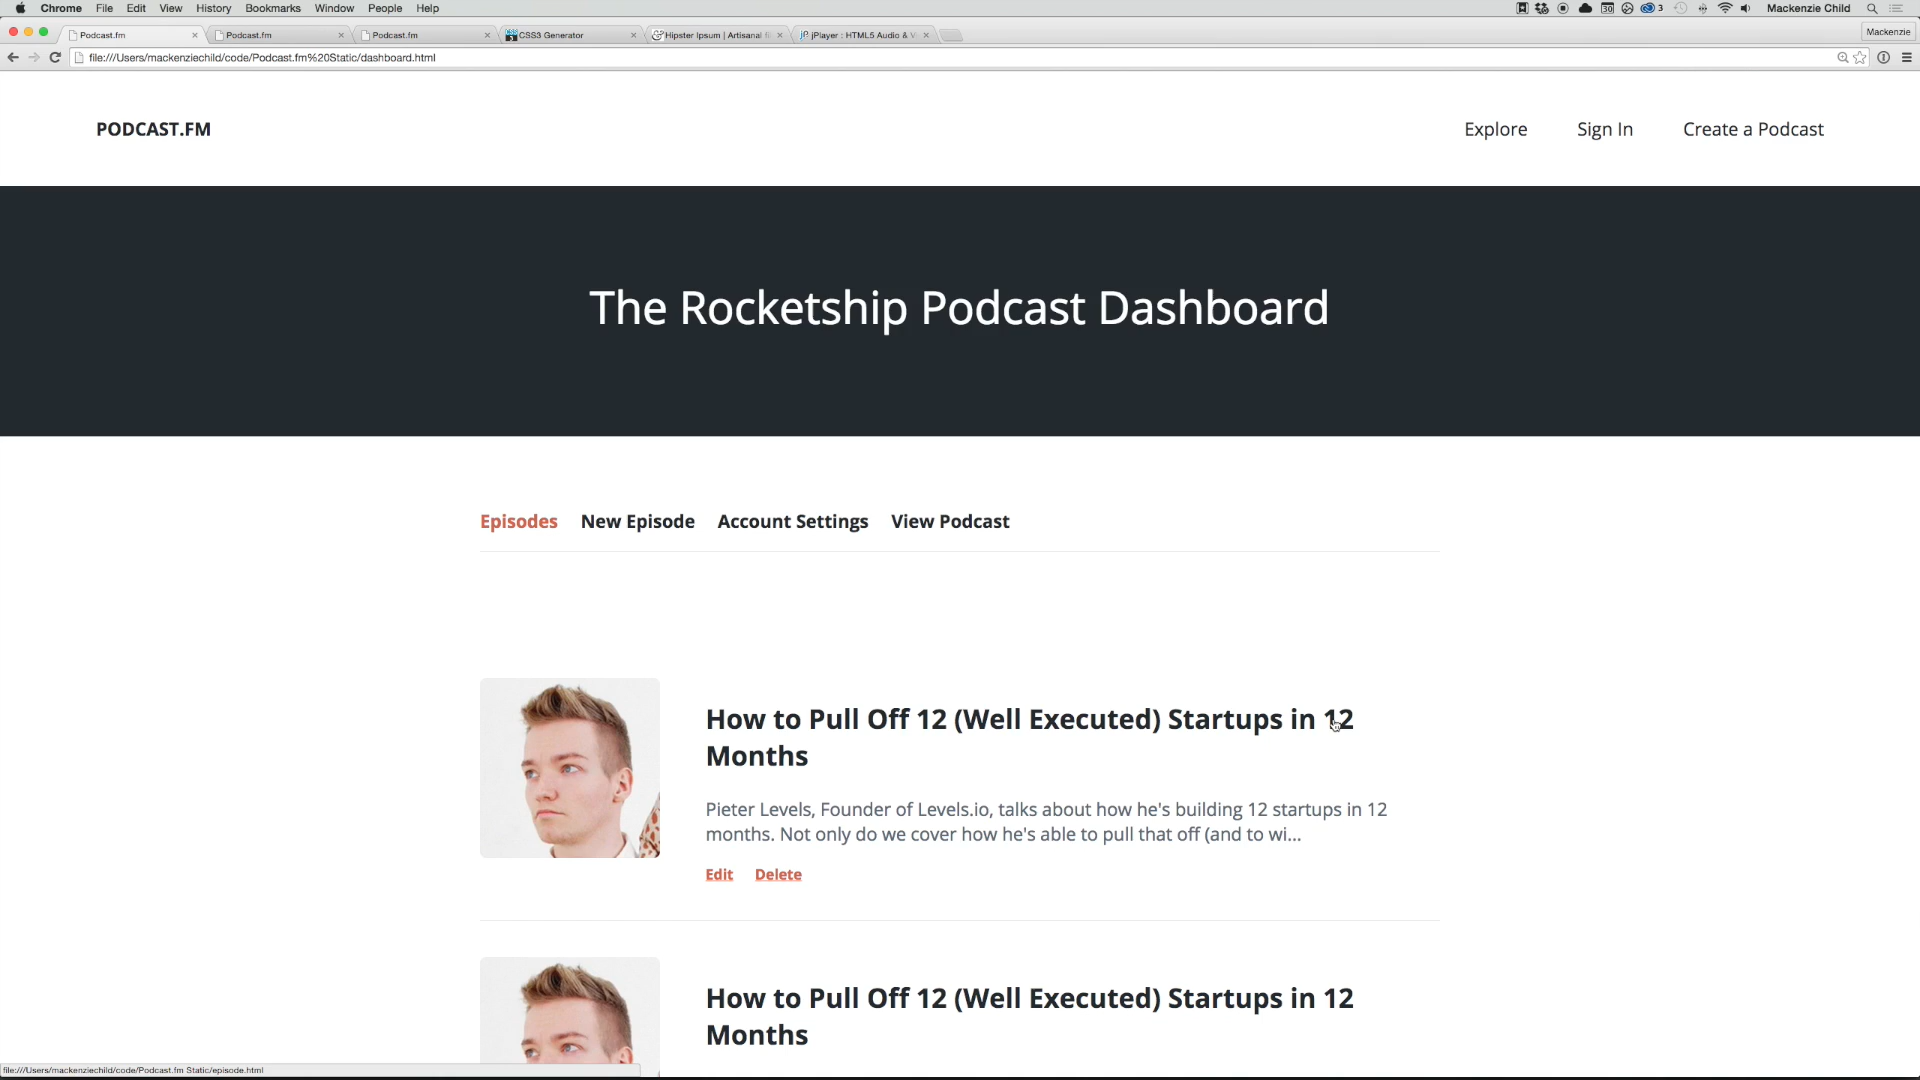 Chrome File Edit View History Bookmarks Window People Help
30 3 Mackenzie Child
Podcast.fm Podcast.fm Podcast.fm CSS3 Generator Hipster Ipsum | Artisanal fi jPlayer : HTML5 Audio & Vi Mackenzie
file:///Users/mackenziechild/code/Podcast.fm%20Static/dashboard.html
PODCAST.FM Explore Sign In Create a Podcast
The Rocketship Podcast Dashboard
Episodes New Episode Account Settings View Podcast
How to Pull Off 12 (Well Executed) Startups in 12
Months
Pieter Levels, Founder of Levels.io, talks about how he's building 12 startups in 12
months. Not only do we cover how he's able to pull that off (and to wi...
Edit Delete
How to Pull Off 12 (Well Executed) Startups in 12
Months
file:///Users/mackenziechild/code/Podcast.fm Static/episode.html